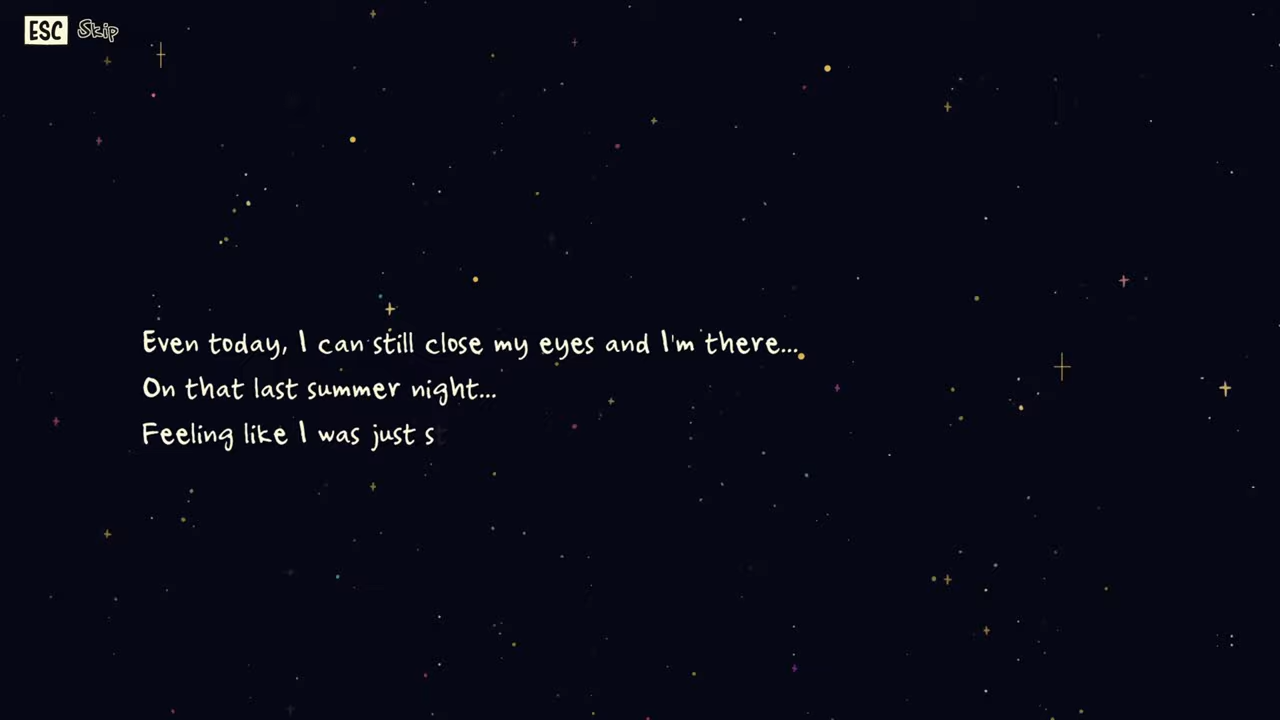 ESC Skip
Even today, I can still close my eyes and I'm there...
On that last summer night...
Feeling like I was just st